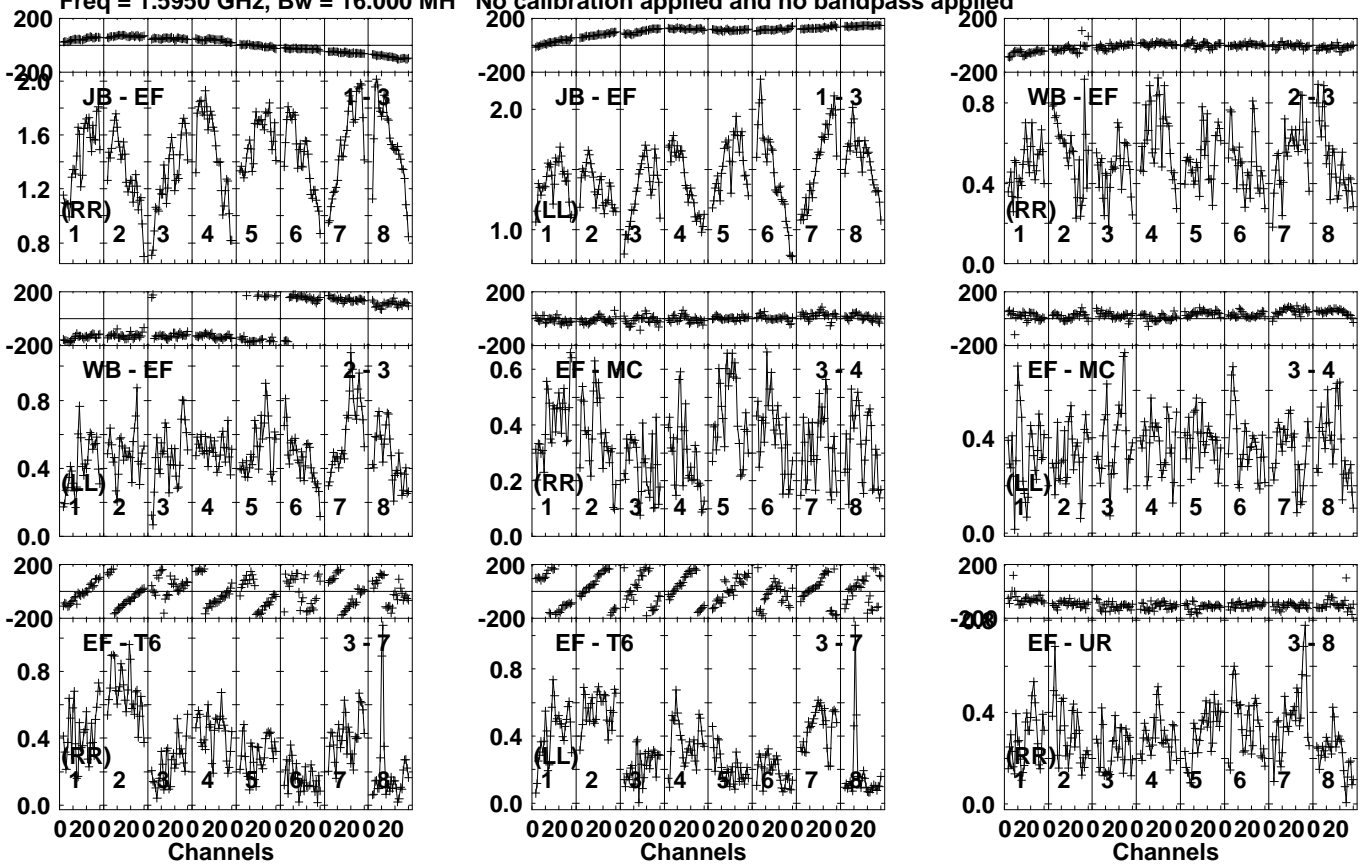 Freq = 1.5950 GHz, Bw = 16.000 MH No calibration applied and no bandpass applied
200 200 200
-200 -200 -200
2.0
JB - EF 1 - 3 JB - EF 1 - 3 WB - EF 2 - 3
2.0 0.8
1.6
1.2 0.4
(RR) (LL) (RR)
1 2 3 4 5 6 7 8 1 2 3 4 5 6 7 8 1 2 3 4 5 6 7 8
0.8 1.0 0.0
200 200 200
-200 -200 -200
WB - EF 2 - 3 EF - MC 3 - 4 EF - MC 3 - 4
0.8 0.6
0.4 0.4 0.4
(LL) (RR) (LL)
0.2
1 2 3 4 5 6 7 8 1 2 3 4 5 6 7 8 1 2 3 4 5 6 7 8
0.0 0.0 0.0
200 200 200
-200 -200 -200
0.8
EF - T6 3 - 7 EF - T6 3 - 7 EF - UR 3 - 8
0.8 0.8
0.4 0.4 0.4
(RR) (LL) (RR)
1 2 3 4 5 6 7 8 1 2 3 4 5 6 7 8 1 2 3 4 5 6 7 8
0.0 0.0 0.0
0 20 0 20 0 20 0 20 0 20 0 20 0 20 0 20 0 20 0 20 0 20 0 20 0 20 0 20 0 20 0 20 0 20 0 20 0 20 0 20 0 20 0 20 0 20 0 20
Channels Channels Channels